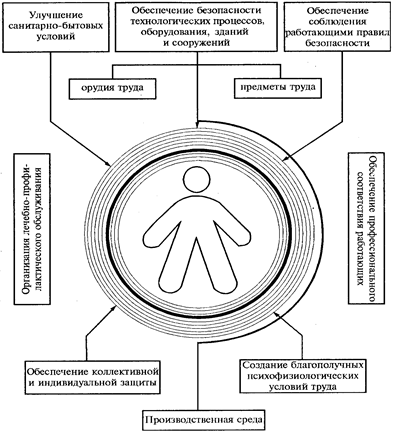 Улучшение
санитарно-бытовых
условий
Обеспечение безопасности
технологических процессов,
оборудования, зданий
и сооружений
Обеспечение
соблюдения
работающими правил
безопасности
орудия труда
предметы труда
Организация лечебно-профи-
лактического обслуживания
Обеспечение профессионального
соответствия работающих
Обеспечение коллективной
и индивидуальной защиты
Создание благополучных
психофизиологических
условий труда
Производственная среда